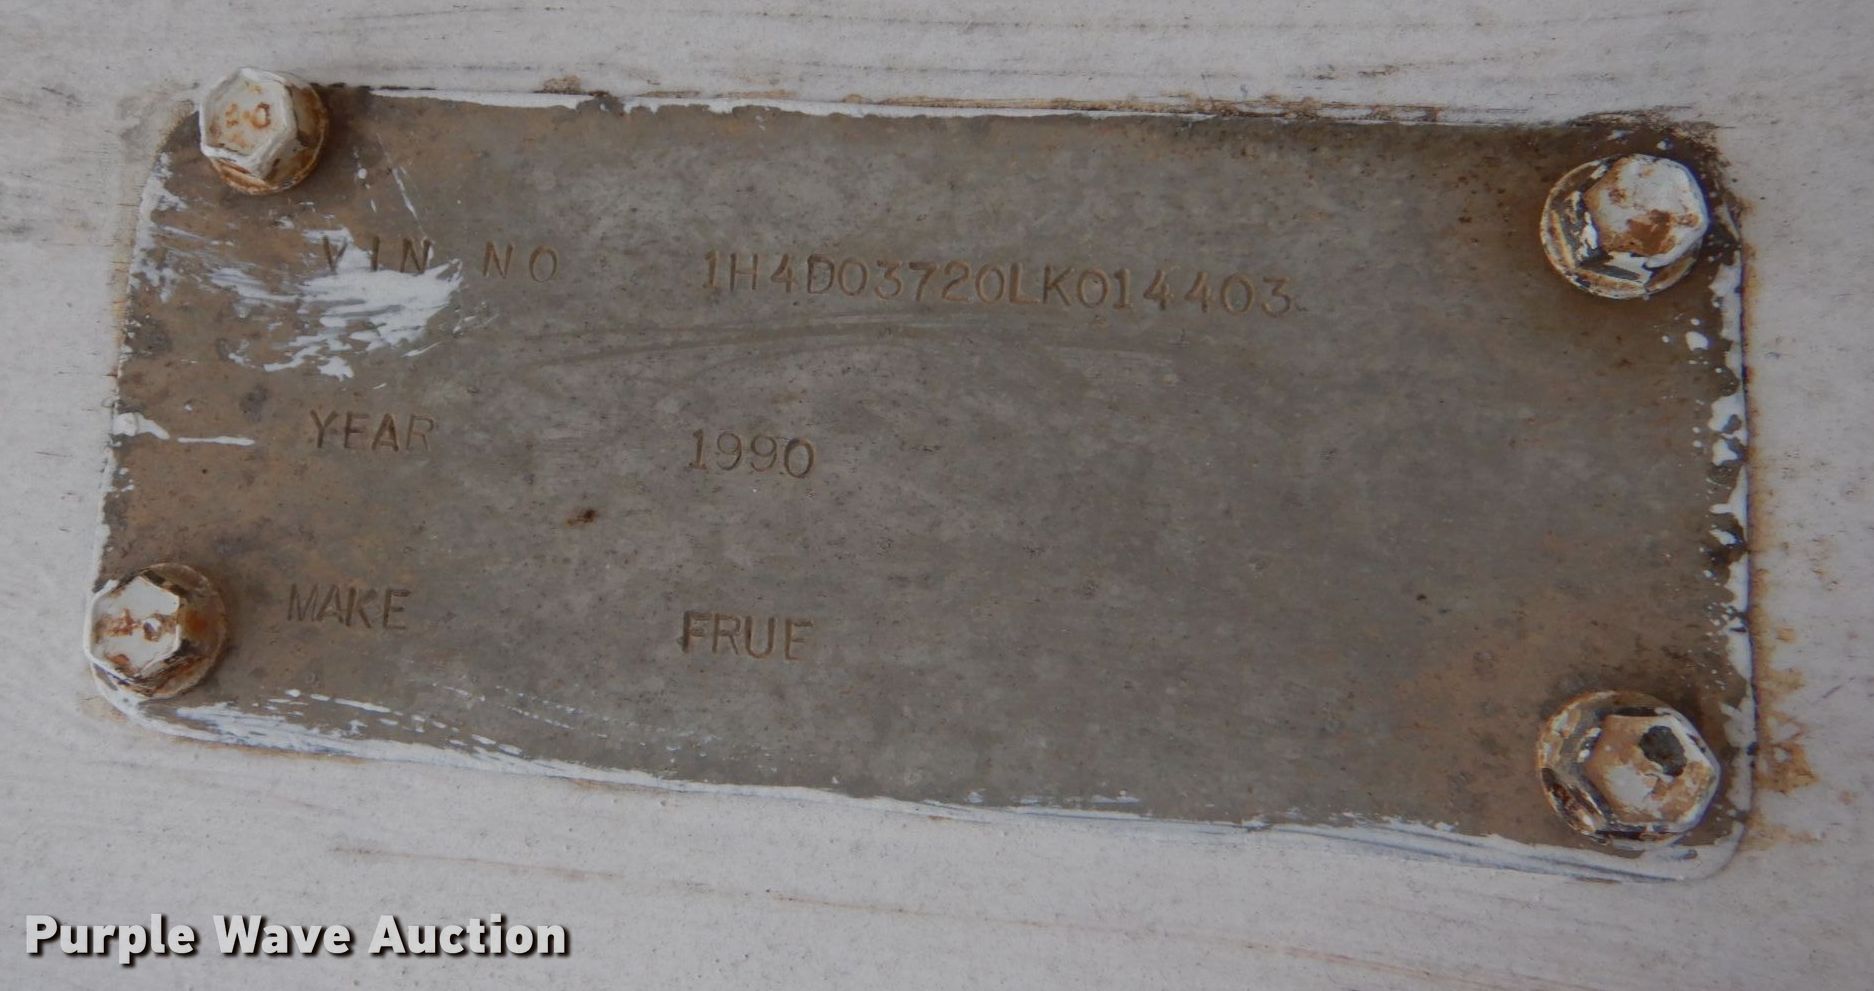 VIN NO 1H4D03720LK014403
YEAR 1990
MAKE FRUE
Purple Wave Auction